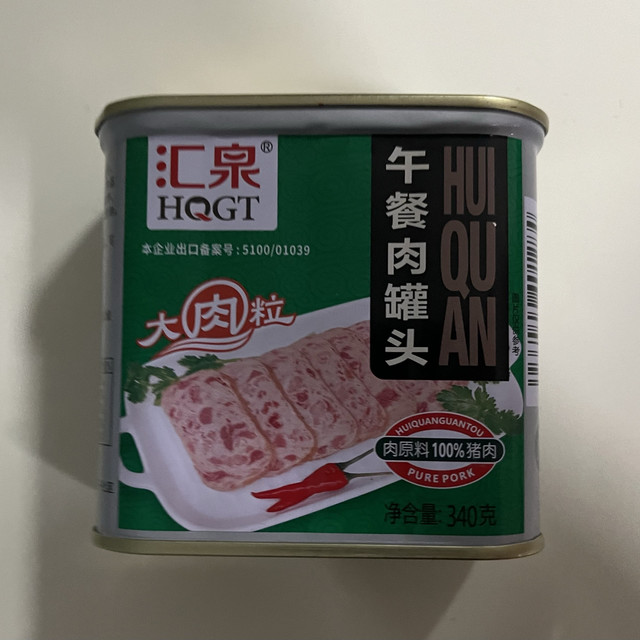 汇泉®
HQGT
本企业出口备案号:5100/01039
大肉粒
午餐肉罐头
HUI
QU
AN
HUIQUANGUANTOU
肉原料100%猪肉
PURE PORK
净含量:340克